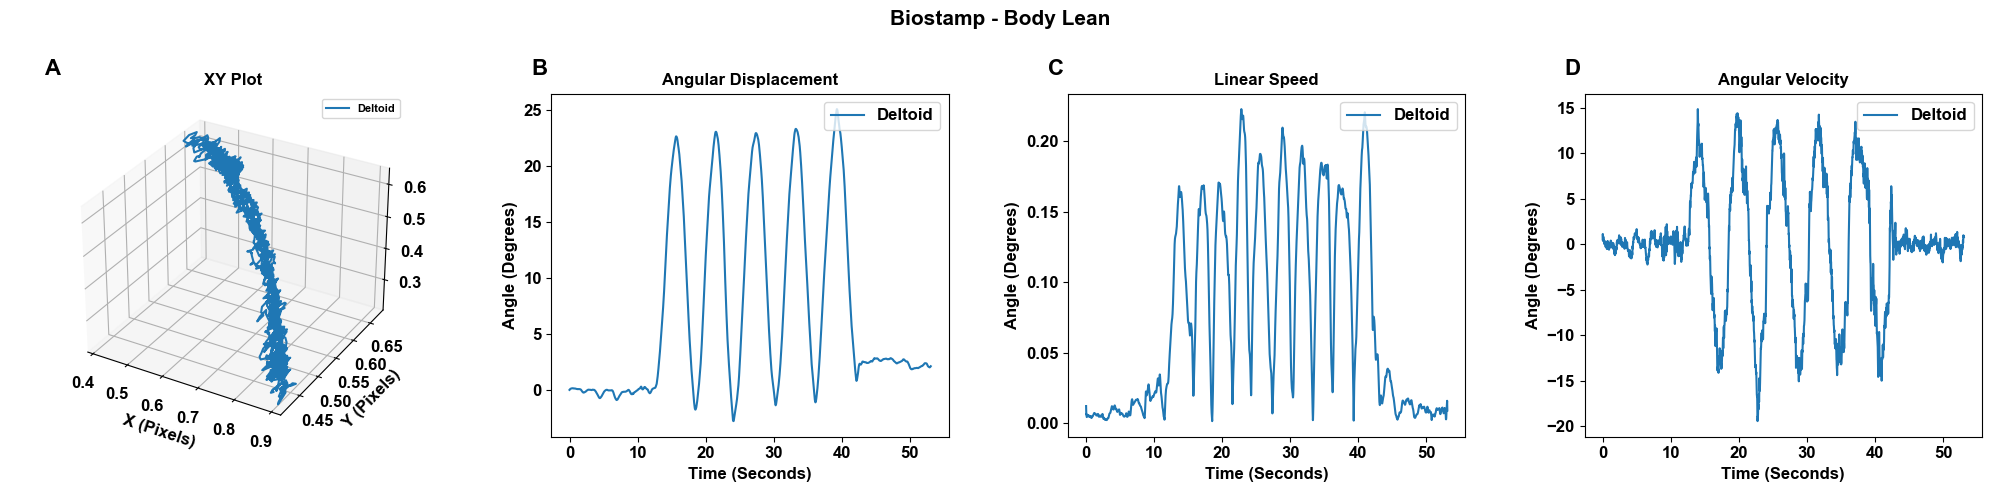 Biostamp - Body Lean
A
XY Plot
Deltoid
0.6
0.5
0.4
0.3
0.4
0.5
0.6
0.7
0.8
0.9
X (Pixels)
0.45
0.50
0.55
0.60
0.65
Y (Pixels)
B
Angular Displacement
Deltoid
25
20
15
10
5
0
Angle (Degrees)
0 10 20 30 40 50
Time (Seconds)
C
Linear Speed
Deltoid
0.20
0.15
0.10
0.05
0.00
Angle (Degrees)
0 10 20 30 40 50
Time (Seconds)
D
Angular Velocity
Deltoid
15
10
5
0
−5
−10
−15
−20
Angle (Degrees)
0 10 20 30 40 50
Time (Seconds)